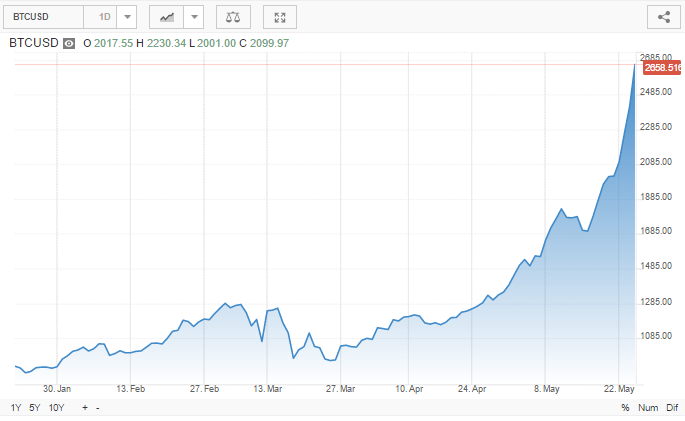 BTCUSD 1D
BTCUSD O 2017.55 H 2230.34 L 2001.00 C 2099.97
2685.00
2658.516
2485.00
2285.00
2085.00
1885.00
1685.00
1485.00
1285.00
1085.00
30. Jan 13. Feb 27. Feb 13. Mar 27. Mar 10. Apr 24. Apr 8. May 22. May
1Y 5Y 10Y + - % Num Dif